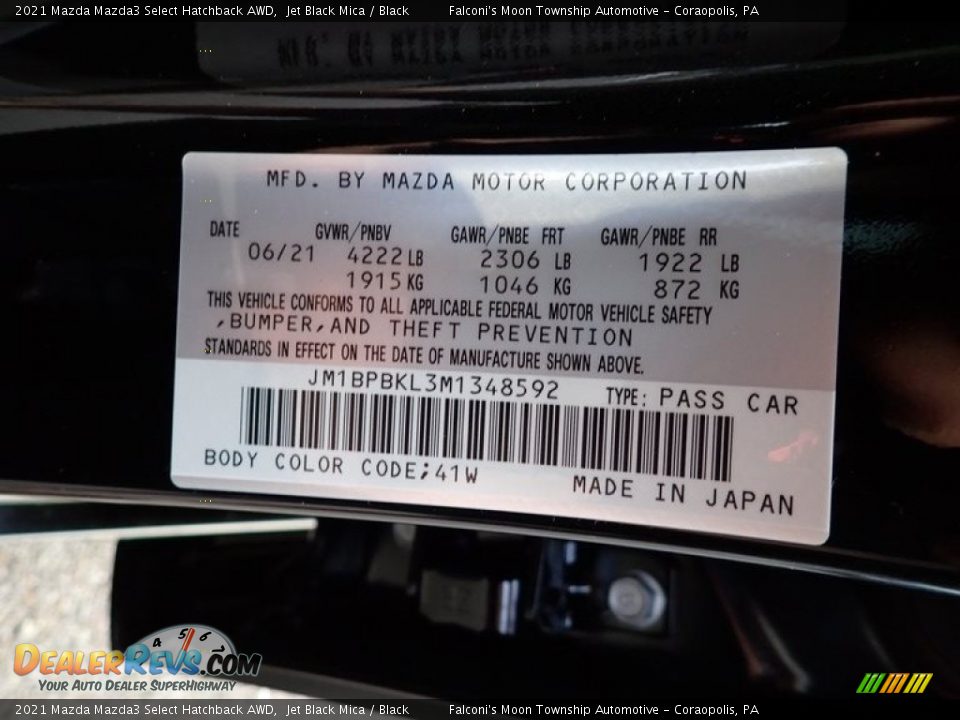 2021 Mazda Mazda3 Select Hatchback AWD, Jet Black Mica / Black Falconi's Moon Township Automotive - Coraopolis, PA
MFD. BY MAZDA MOTOR CORPORATION
DATE GVWR/PNBV GAWR/PNBE FRT GAWR/PNBE RR
06/21 4222 LB 2306 LB 1922 LB
1915 KG 1046 KG 872 KG
THIS VEHICLE CONFORMS TO ALL APPLICABLE FEDERAL MOTOR VEHICLE SAFETY
,BUMPER,AND THEFT PREVENTION
STANDARDS IN EFFECT ON THE DATE OF MANUFACTURE SHOWN ABOVE.
JM1BPBKL3M1348592 TYPE: PASS CAR
BODY COLOR CODE;41W MADE IN JAPAN
4 5 6
DEALERREVS.COM
YOUR AUTO DEALER SUPERHIGHWAY
2021 Mazda Mazda3 Select Hatchback AWD, Jet Black Mica / Black Falconi's Moon Township Automotive - Coraopolis, PA